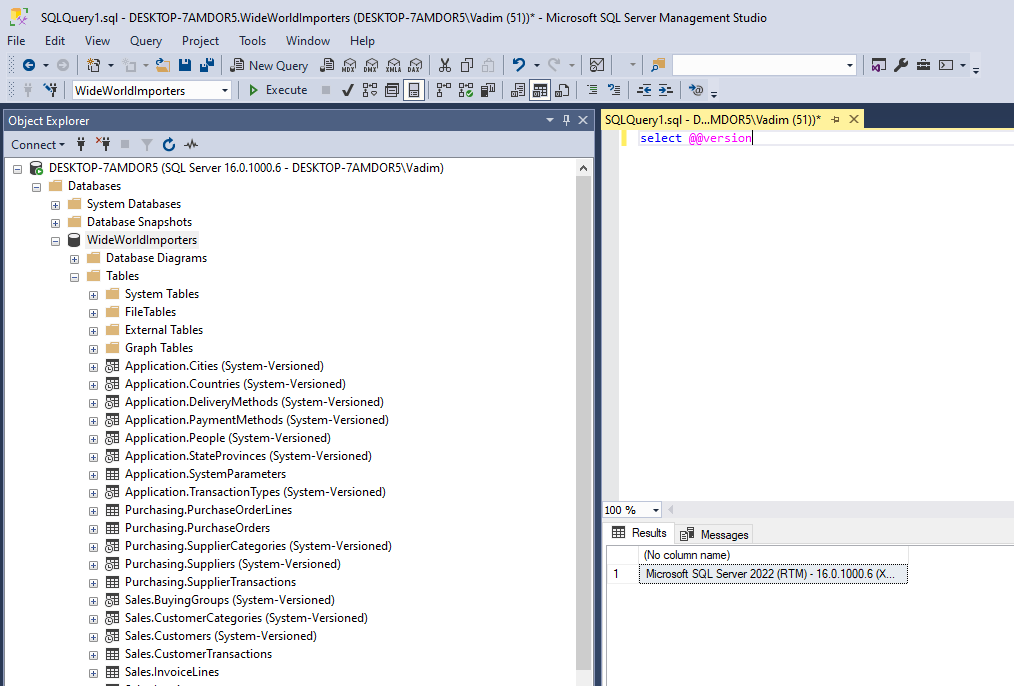 SQLQuery1.sql - DESKTOP-7AMDOR5.WideWorldImporters (DESKTOP-7AMDOR5\Vadim (51))* - Microsoft SQL Server Management Studio
File Edit View Query Project Tools Window Help
New Query MDX DMX XMLA DAX
WideWorldImporters Execute
Object Explorer
Connect
DESKTOP-7AMDOR5 (SQL Server 16.0.1000.6 - DESKTOP-7AMDOR5\Vadim)
Databases
System Databases
Database Snapshots
WideWorldImporters
Database Diagrams
Tables
System Tables
FileTables
External Tables
Graph Tables
Application.Cities (System-Versioned)
Application.Countries (System-Versioned)
Application.DeliveryMethods (System-Versioned)
Application.PaymentMethods (System-Versioned)
Application.People (System-Versioned)
Application.StateProvinces (System-Versioned)
Application.SystemParameters
Application.TransactionTypes (System-Versioned)
Purchasing.PurchaseOrderLines
Purchasing.PurchaseOrders
Purchasing.SupplierCategories (System-Versioned)
Purchasing.Suppliers (System-Versioned)
Purchasing.SupplierTransactions
Sales.BuyingGroups (System-Versioned)
Sales.CustomerCategories (System-Versioned)
Sales.Customers (System-Versioned)
Sales.CustomerTransactions
Sales.InvoiceLines
SQLQuery1.sql - D...MDOR5\Vadim (51))*
select @@version
100 %
Results Messages
(No column name)
1 Microsoft SQL Server 2022 (RTM) - 16.0.1000.6 (X...